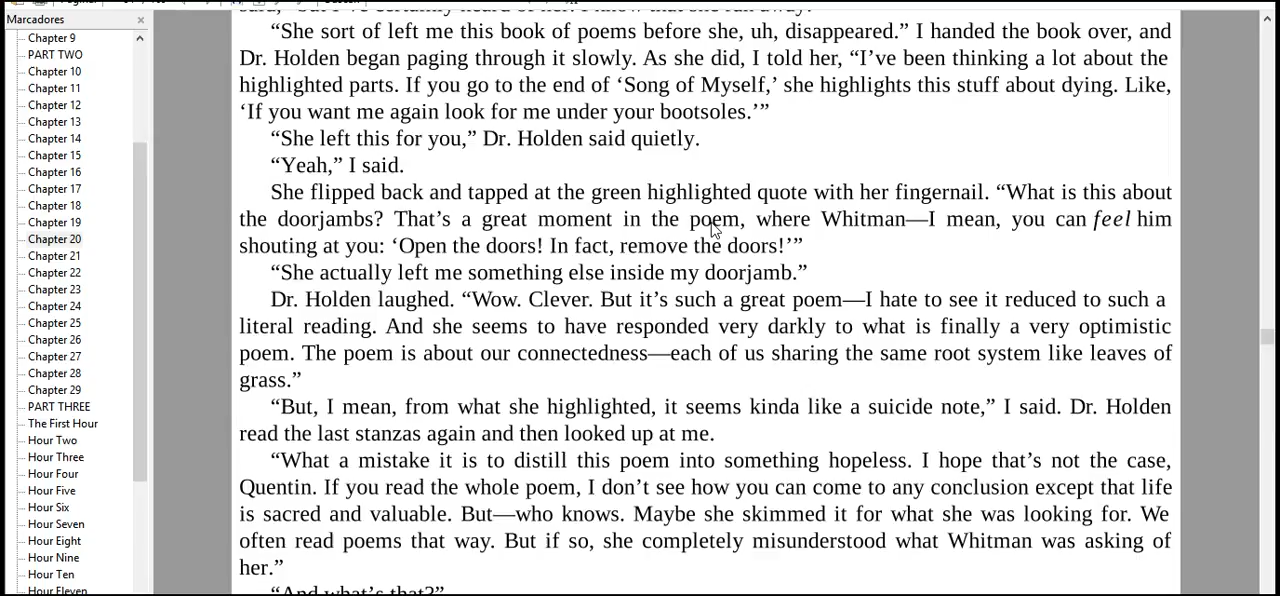 Marcadores
Chapter 9
PART TWO
Chapter 10
Chapter 11
Chapter 12
Chapter 13
Chapter 14
Chapter 15
Chapter 16
Chapter 17
Chapter 18
Chapter 19
Chapter 20
Chapter 21
Chapter 22
Chapter 23
Chapter 24
Chapter 25
Chapter 26
Chapter 27
Chapter 28
Chapter 29
PART THREE
The First Hour
Hour Two
Hour Three
Hour Four
Hour Five
Hour Six
Hour Seven
Hour Eight
Hour Nine
Hour Ten
Hour Eleven
“She sort of left me this book of poems before she, uh, disappeared.” I handed the book over, and
Dr. Holden began paging through it slowly. As she did, I told her, “I’ve been thinking a lot about the
highlighted parts. If you go to the end of ‘Song of Myself,’ she highlights this stuff about dying. Like,
‘If you want me again look for me under your bootsoles.’”
“She left this for you,” Dr. Holden said quietly.
“Yeah,” I said.
She flipped back and tapped at the green highlighted quote with her fingernail. “What is this about
the doorjambs? That’s a great moment in the poem, where Whitman—I mean, you can feel him
shouting at you: ‘Open the doors! In fact, remove the doors!’”
“She actually left me something else inside my doorjamb.”
Dr. Holden laughed. “Wow. Clever. But it’s such a great poem—I hate to see it reduced to such a
literal reading. And she seems to have responded very darkly to what is finally a very optimistic
poem. The poem is about our connectedness—each of us sharing the same root system like leaves of
grass.”
“But, I mean, from what she highlighted, it seems kinda like a suicide note,” I said. Dr. Holden
read the last stanzas again and then looked up at me.
“What a mistake it is to distill this poem into something hopeless. I hope that’s not the case,
Quentin. If you read the whole poem, I don’t see how you can come to any conclusion except that life
is sacred and valuable. But—who knows. Maybe she skimmed it for what she was looking for. We
often read poems that way. But if so, she completely misunderstood what Whitman was asking of
her.”
“And what’s that?”